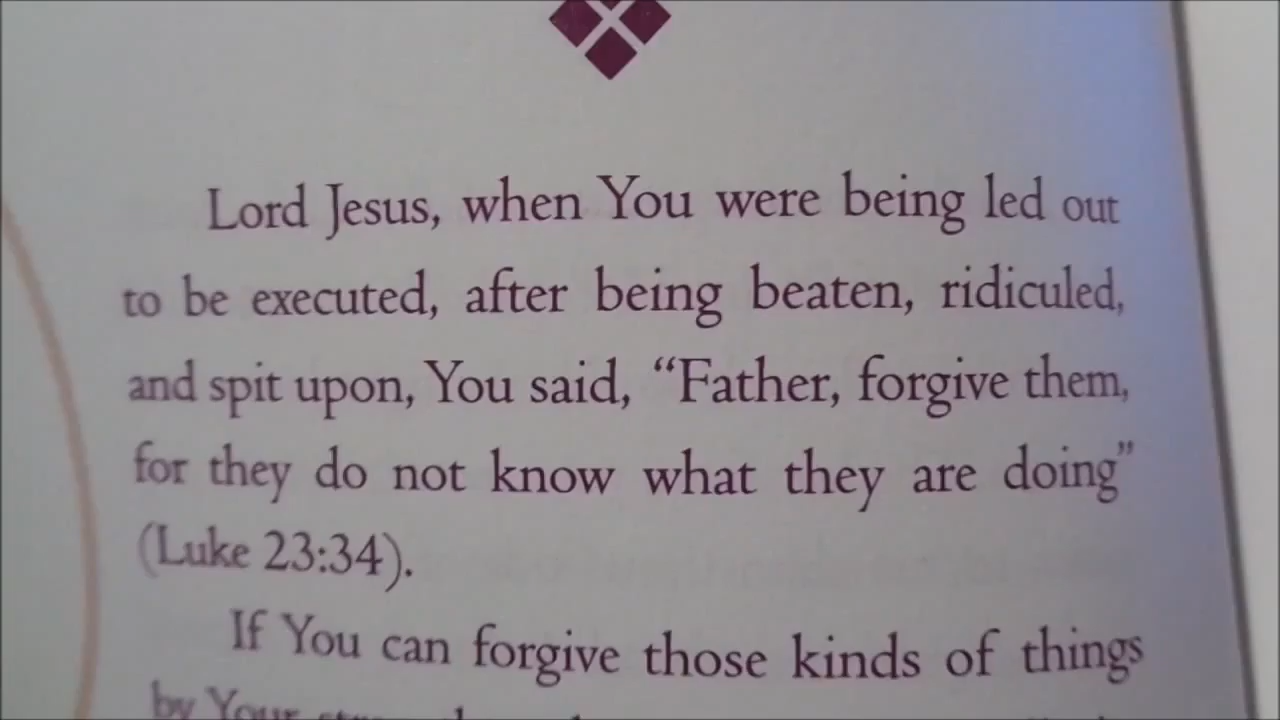 Lord Jesus, when You were being led out
to be executed, after being beaten, ridiculed,
and spit upon, You said, “Father, forgive them,
for they do not know what they are doing”
(Luke 23:34).
If You can forgive those kinds of things
by Your